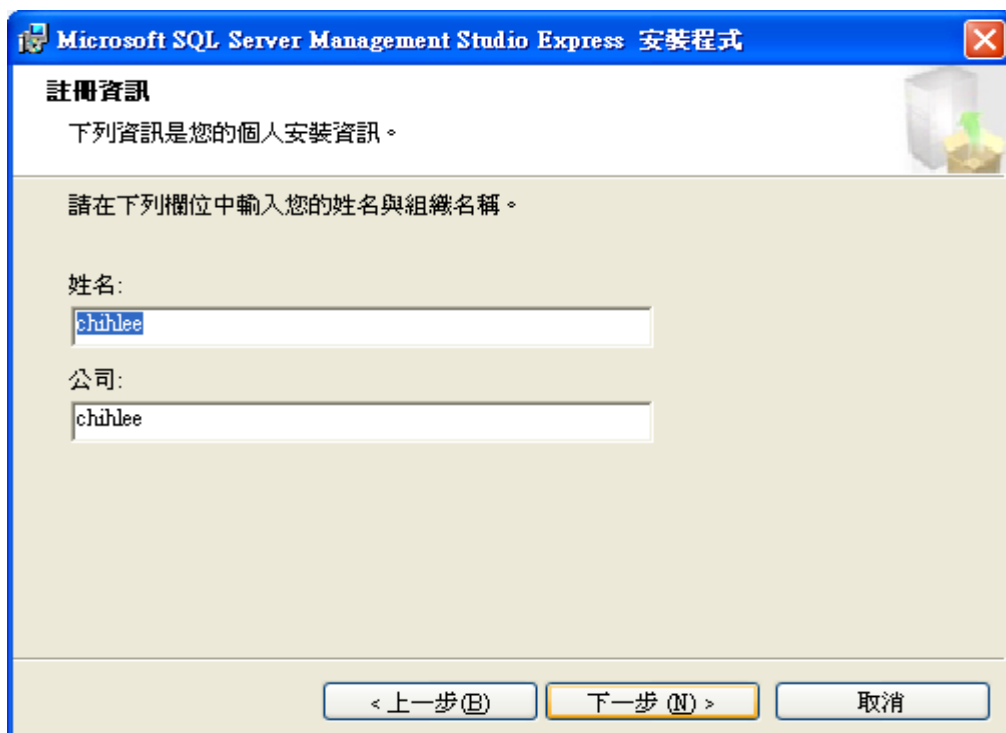 Microsoft SQL Server Management Studio Express 安裝程式
註冊資訊
下列資訊是您的個人安裝資訊。
請在下列欄位中輸入您的姓名與組織名稱。
姓名:
chihlee
公司:
chihlee
<上一步(B) 下一步(N)> 取消